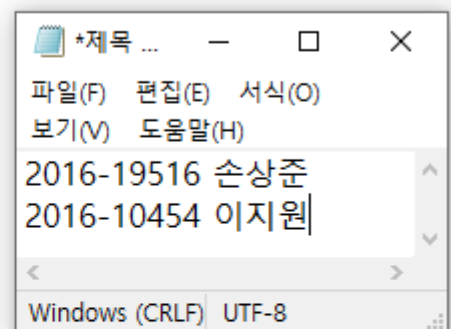 *제목 ...
파일(F) 편집(E) 서식(O)
보기(V) 도움말(H)
2016-19516 손상준
2016-10454 이지원
Windows (CRLF) UTF-8